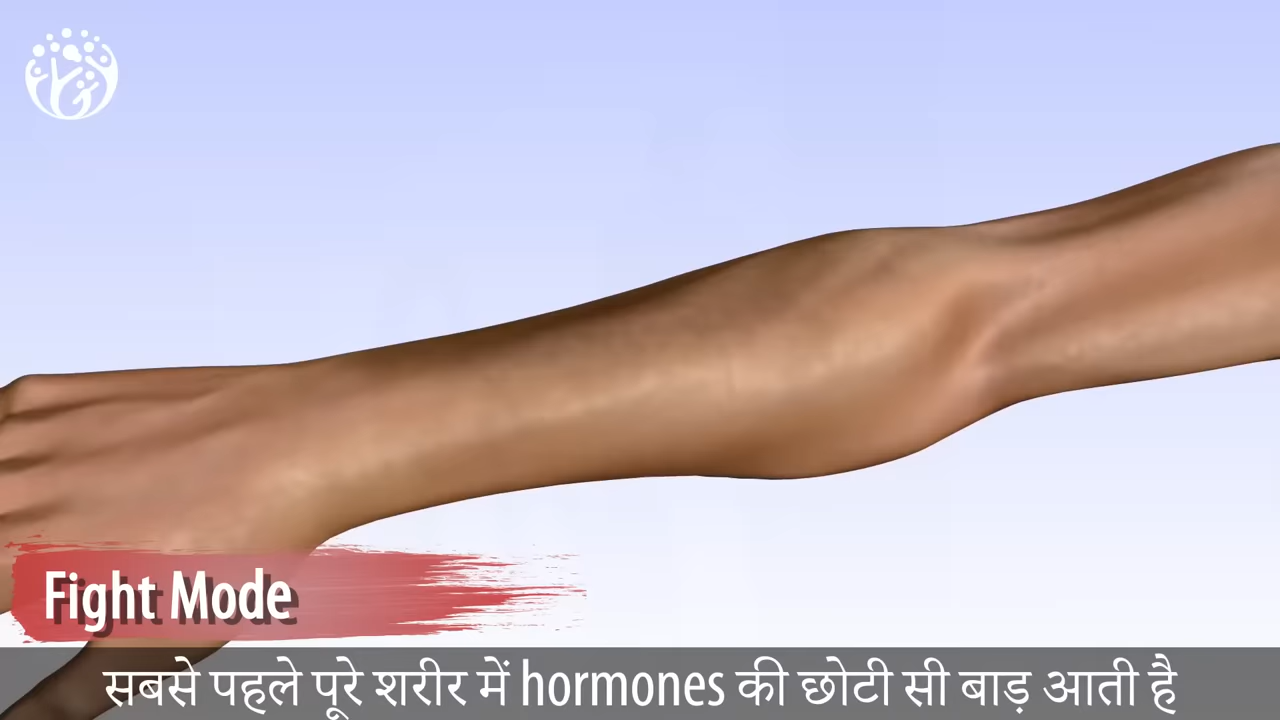 Fight Mode
सबसे पहले पूरे शरीर में hormones की छोटी सी बाड़ आती है